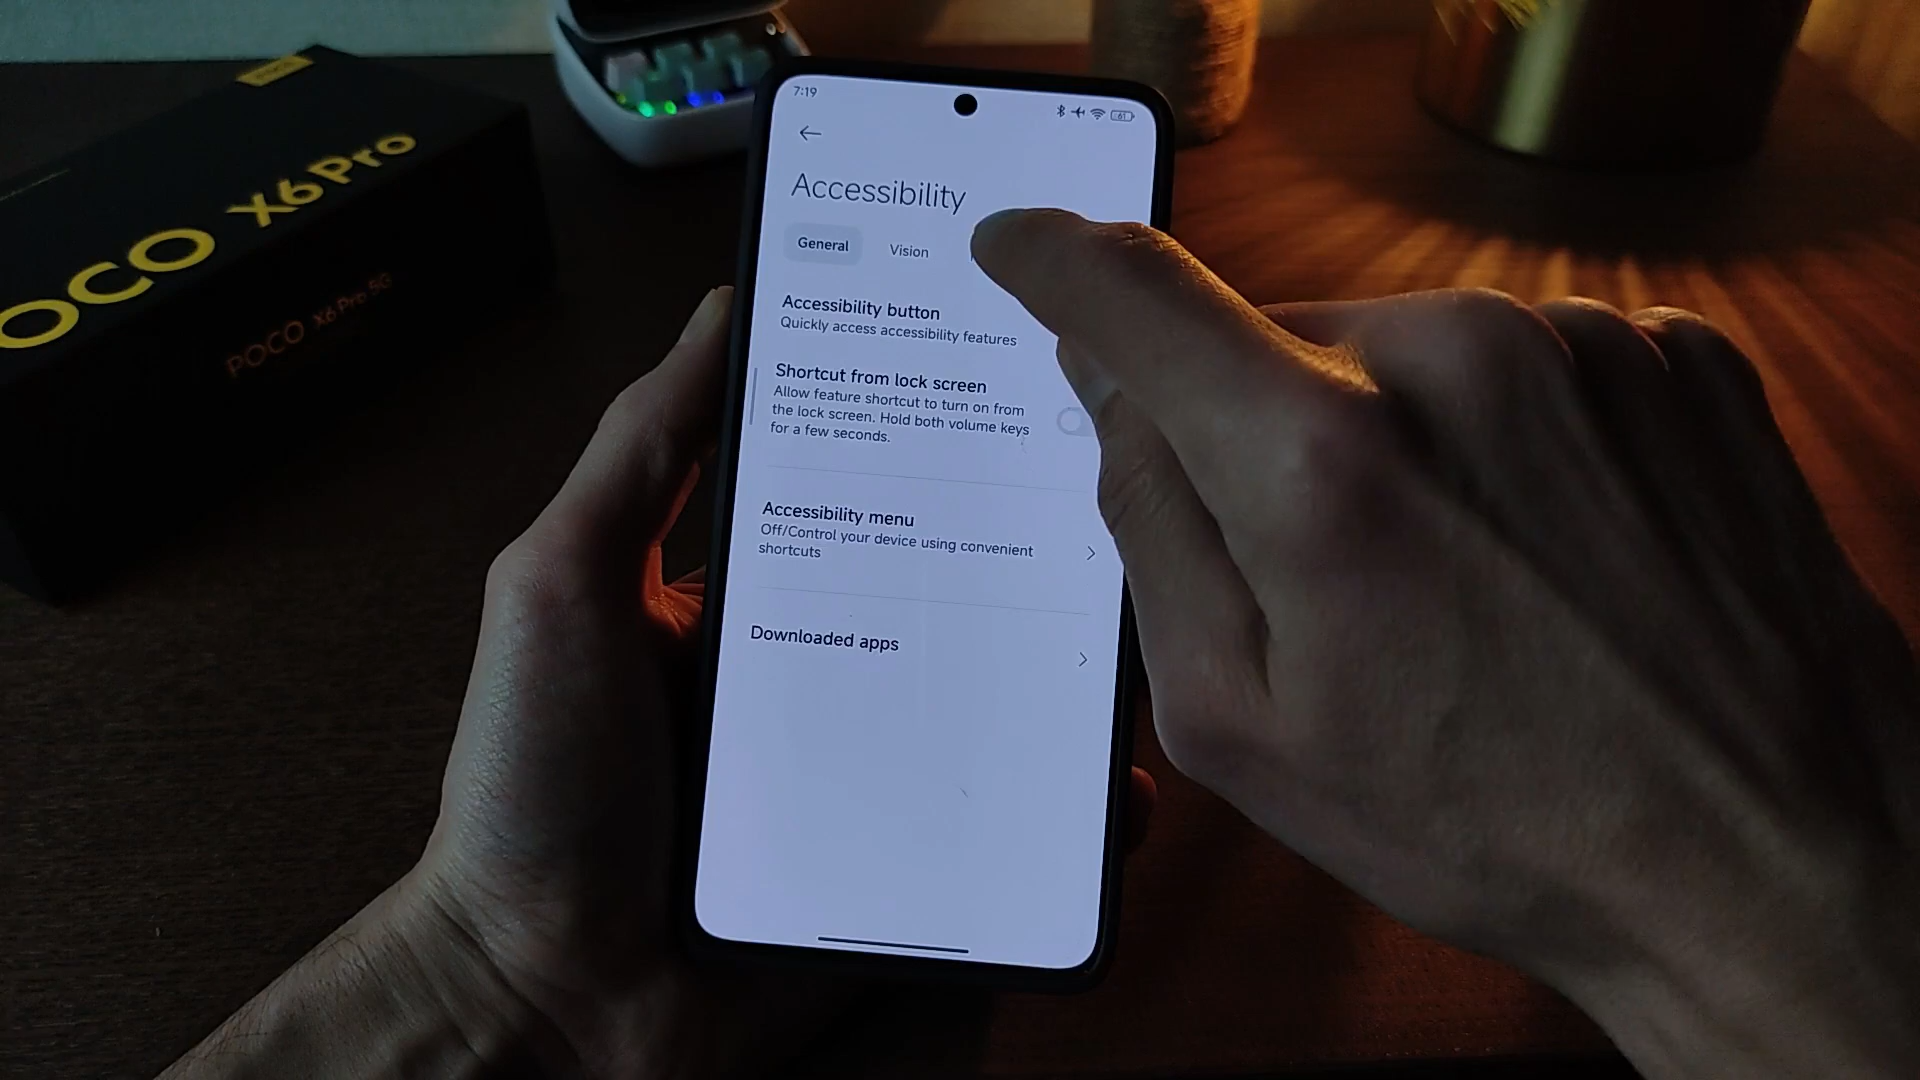 POCO X6 Pro
POCO X6 Pro 5G
7:19
61
Accessibility
General
Vision
Accessibility button
Quickly access accessibility features
Shortcut from lock screen
Allow feature shortcut to turn on from
the lock screen. Hold both volume keys
for a few seconds.
Accessibility menu
Off/Control your device using convenient
shortcuts
Downloaded apps